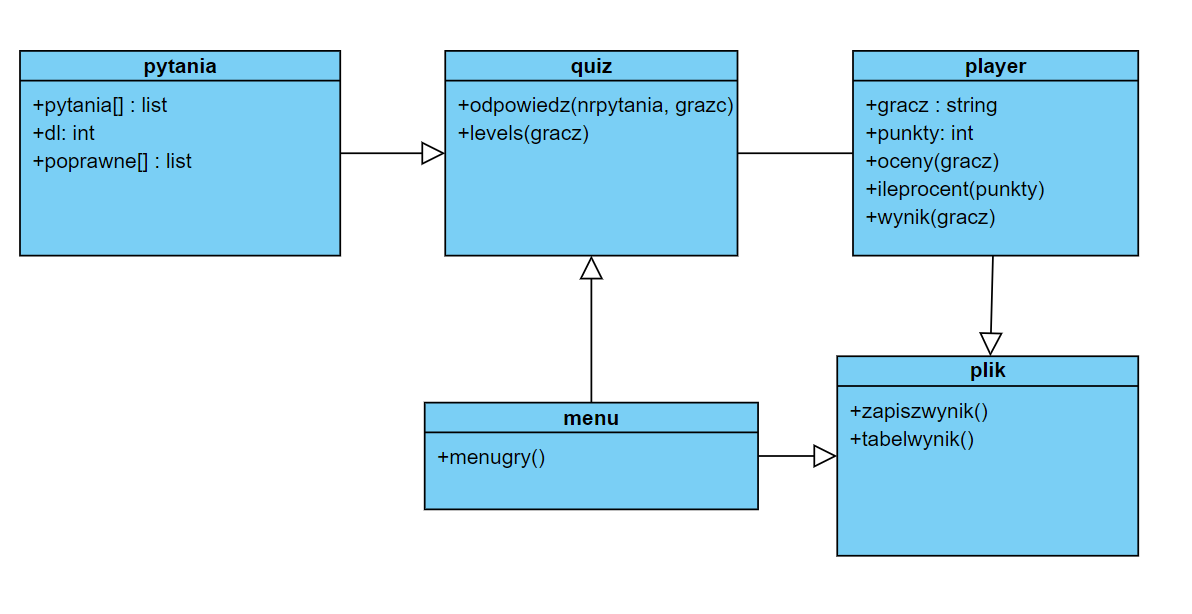 pytania
+pytania[] : list
+dl: int
+poprawne[] : list
quiz
+odpowiedz(nrpytania, grazc)
+levels(gracz)
player
+gracz : string
+punkty: int
+oceny(gracz)
+ileprocent(punkty)
+wynik(gracz)
menu
+menugry()
plik
+zapiszwynik()
+tabelwynik()